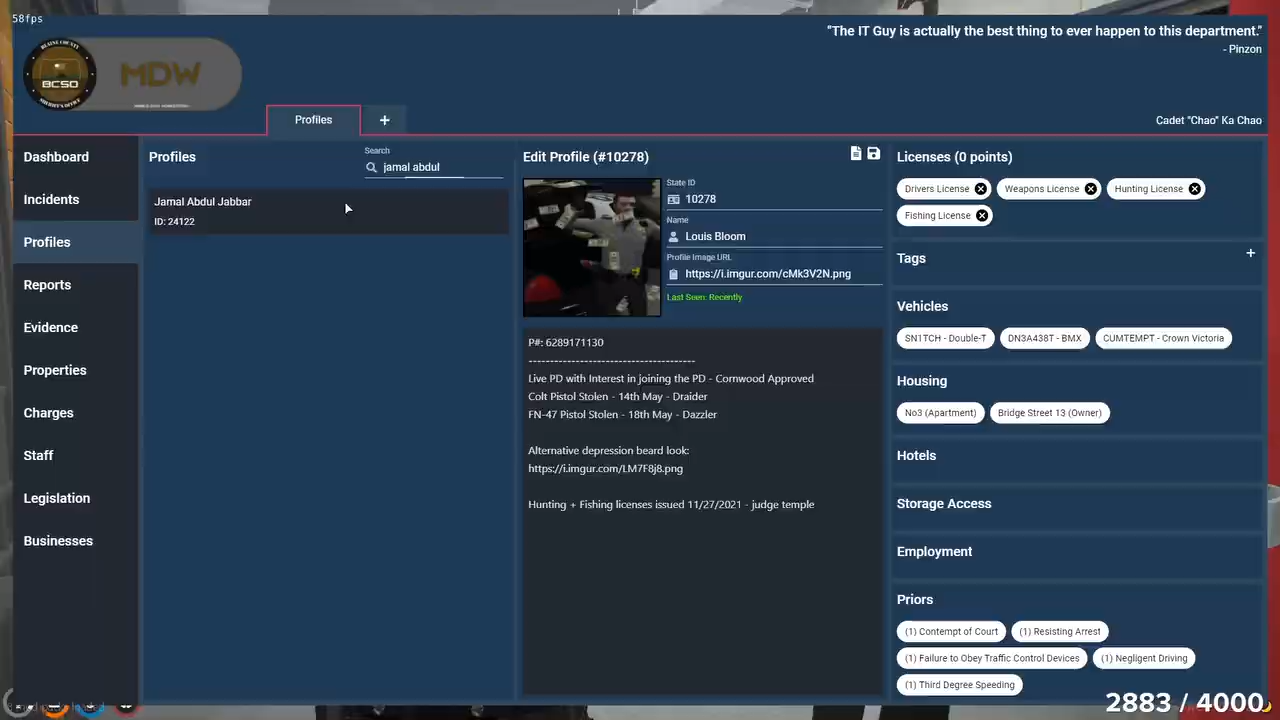 58fps
"The IT Guy is actually the best thing to ever happen to this department."
- Pinzon
BLAINE COUNTY
BCSO
SHERIFF'S OFFICE
MDW
Profiles
+
Cadet "Chao" Ka Chao
Dashboard
Incidents
Profiles
Reports
Evidence
Properties
Charges
Staff
Legislation
Businesses
Profiles
Search
jamal abdul
Jamal Abdul Jabbar
ID: 24122
Edit Profile (#10278)
State ID
10278
Name
Louis Bloom
Profile Image URL
https://i.imgur.com/cMk3V2N.png
Last Seen: Recently
P#: 6289171130
---------------------------------------
Live PD with Interest in joining the PD - Cornwood Approved
Colt Pistol Stolen - 14th May - Draider
FN-47 Pistol Stolen - 18th May - Dazzler
Alternative depression beard look:
https://i.imgur.com/LM7F8j8.png
Hunting + Fishing licenses issued 11/27/2021 - judge temple
Licenses (0 points)
Drivers License Weapons License Hunting License
Fishing License
Tags
+
Vehicles
SN1TCH - Double-T DN3A438T - BMX CUMTEMPT - Crown Victoria
Housing
No3 (Apartment) Bridge Street 13 (Owner)
Hotels
Storage Access
Employment
Priors
(1) Contempt of Court (1) Resisting Arrest
(1) Failure to Obey Traffic Control Devices (1) Negligent Driving
(1) Third Degree Speeding
2883 / 4000